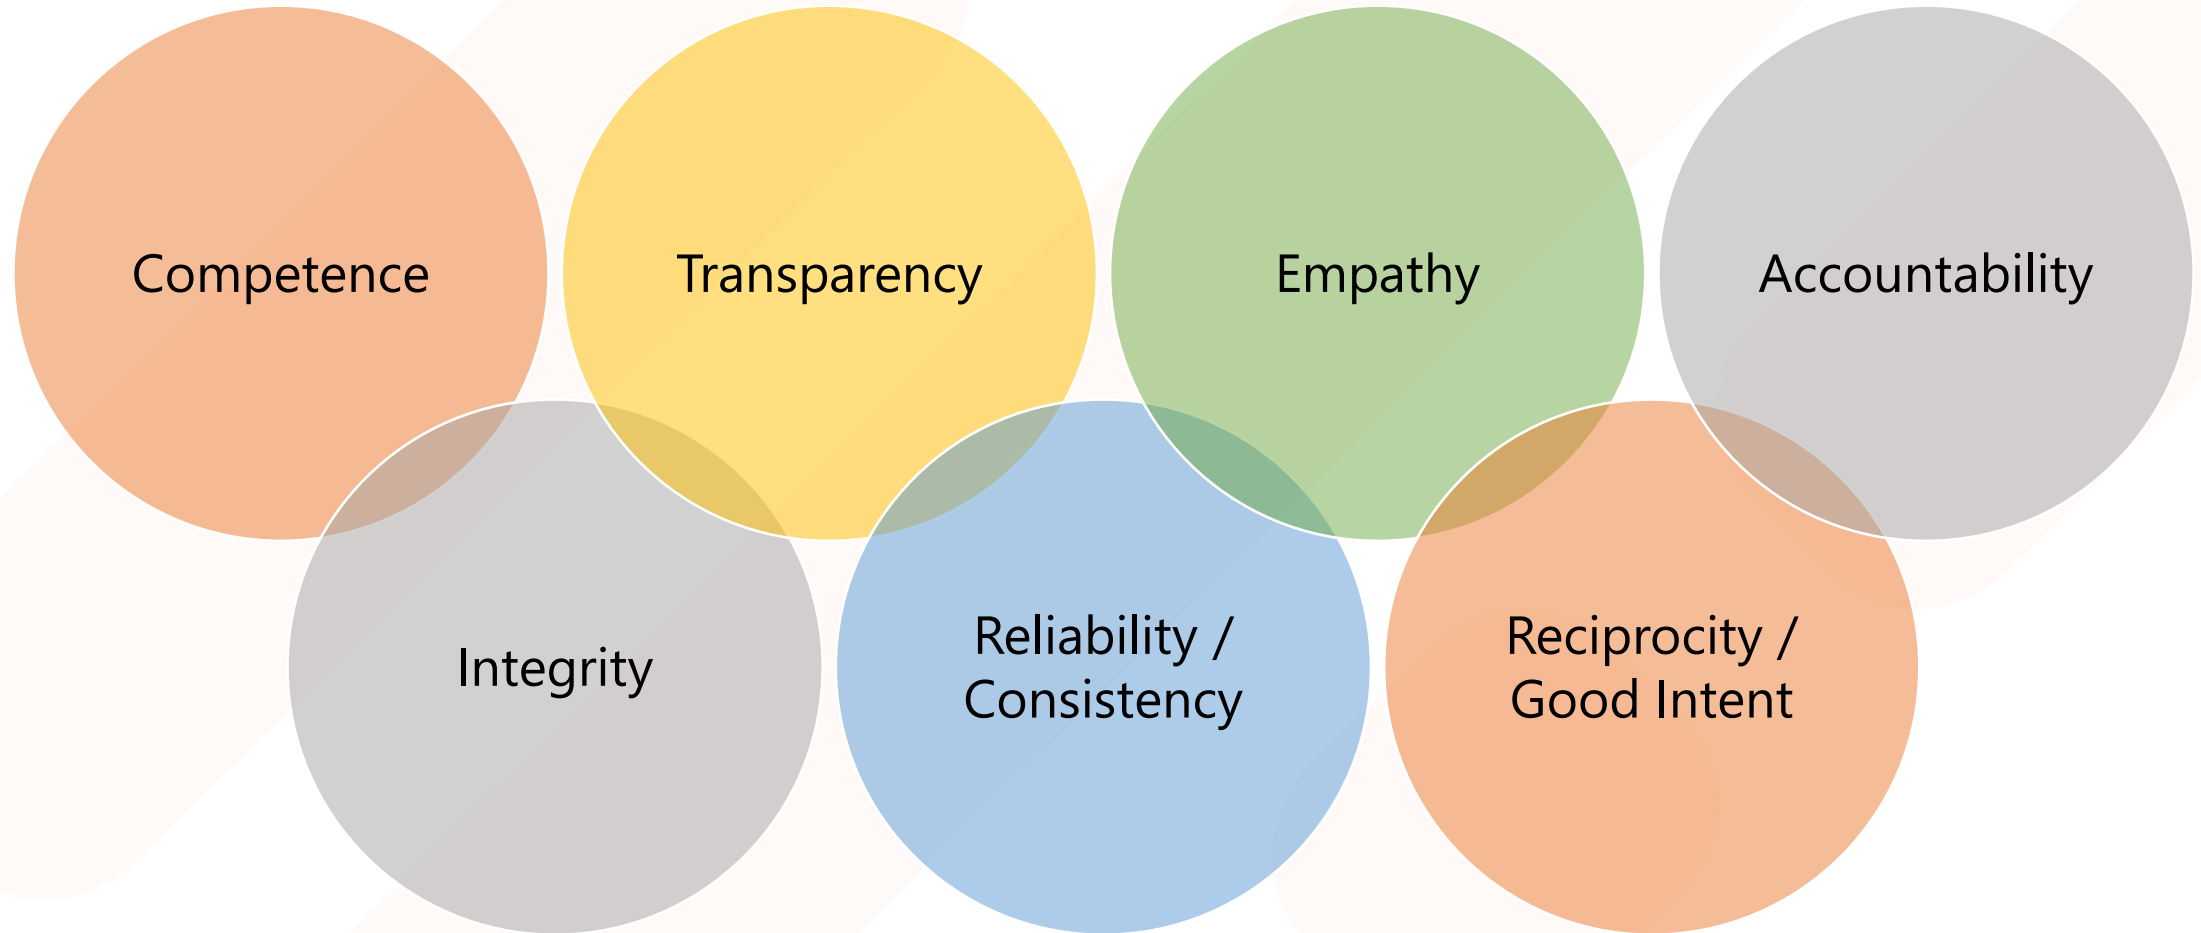 Competence
Transparency
Empathy
Accountability
Integrity
Reliability /
Consistency
Reciprocity /
Good Intent